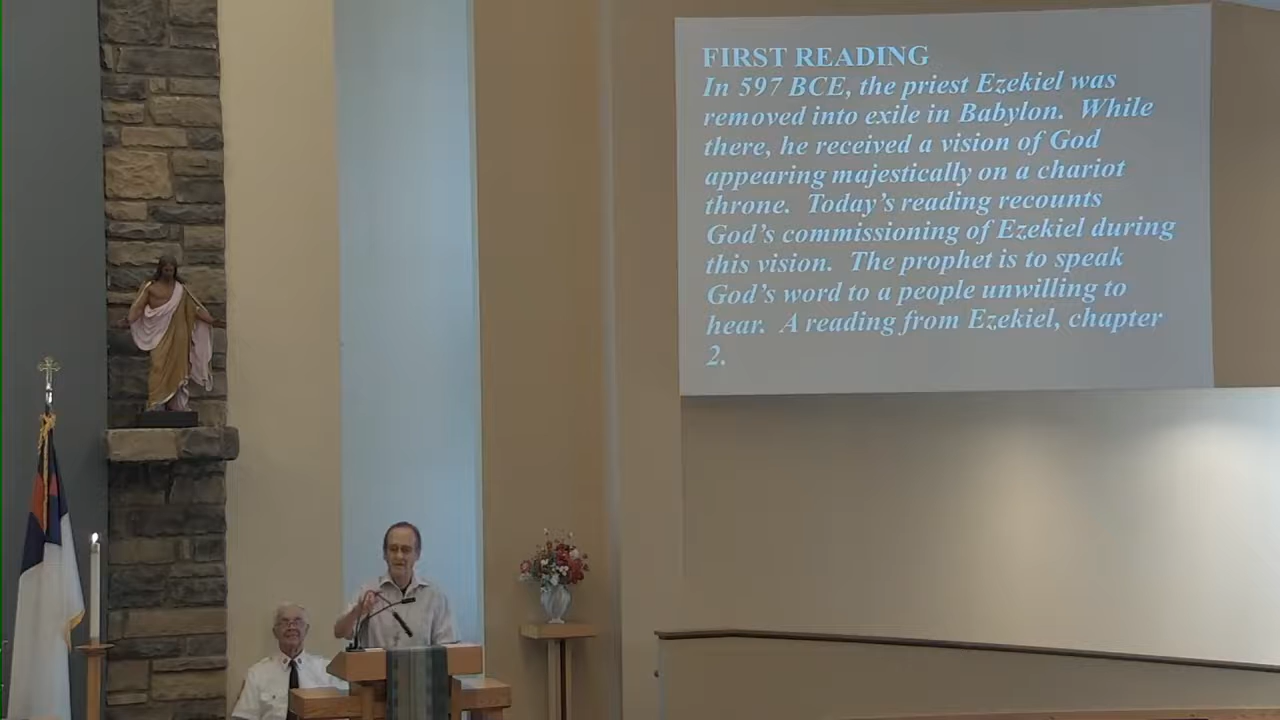 FIRST READING
In 597 BCE, the priest Ezekiel was
removed into exile in Babylon. While
there, he received a vision of God
appearing majestically on a chariot
throne. Today's reading recounts
God's commissioning of Ezekiel during
this vision. The prophet is to speak
God's word to a people unwilling to
hear. A reading from Ezekiel, chapter
2.